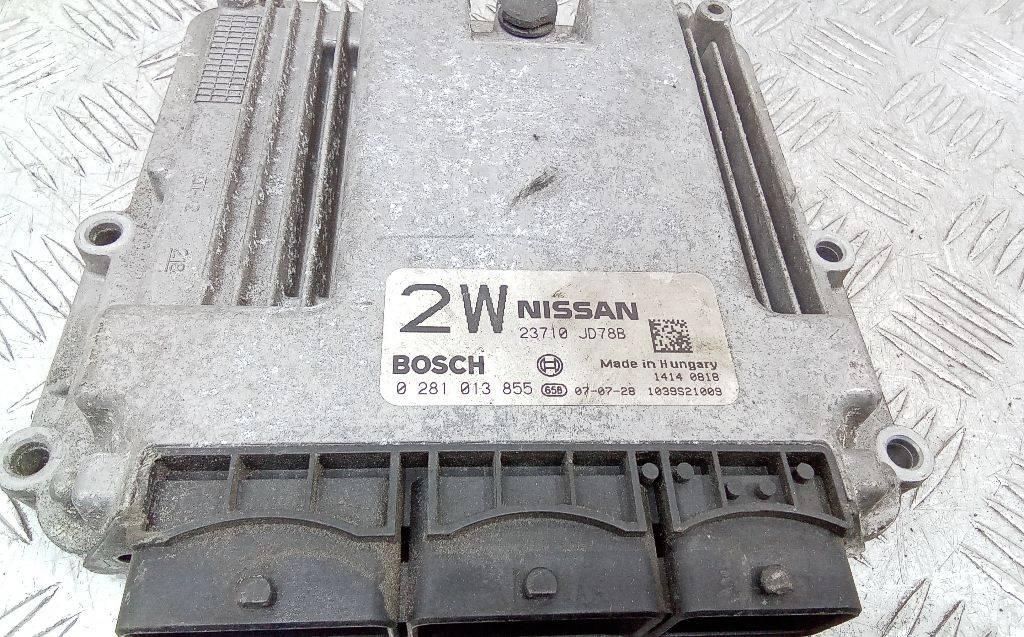 2W NISSAN
23710 JD78B
BOSCH Made in Hungary
1414 0818
0 281 013 855 658 07-07-28 1039S21009